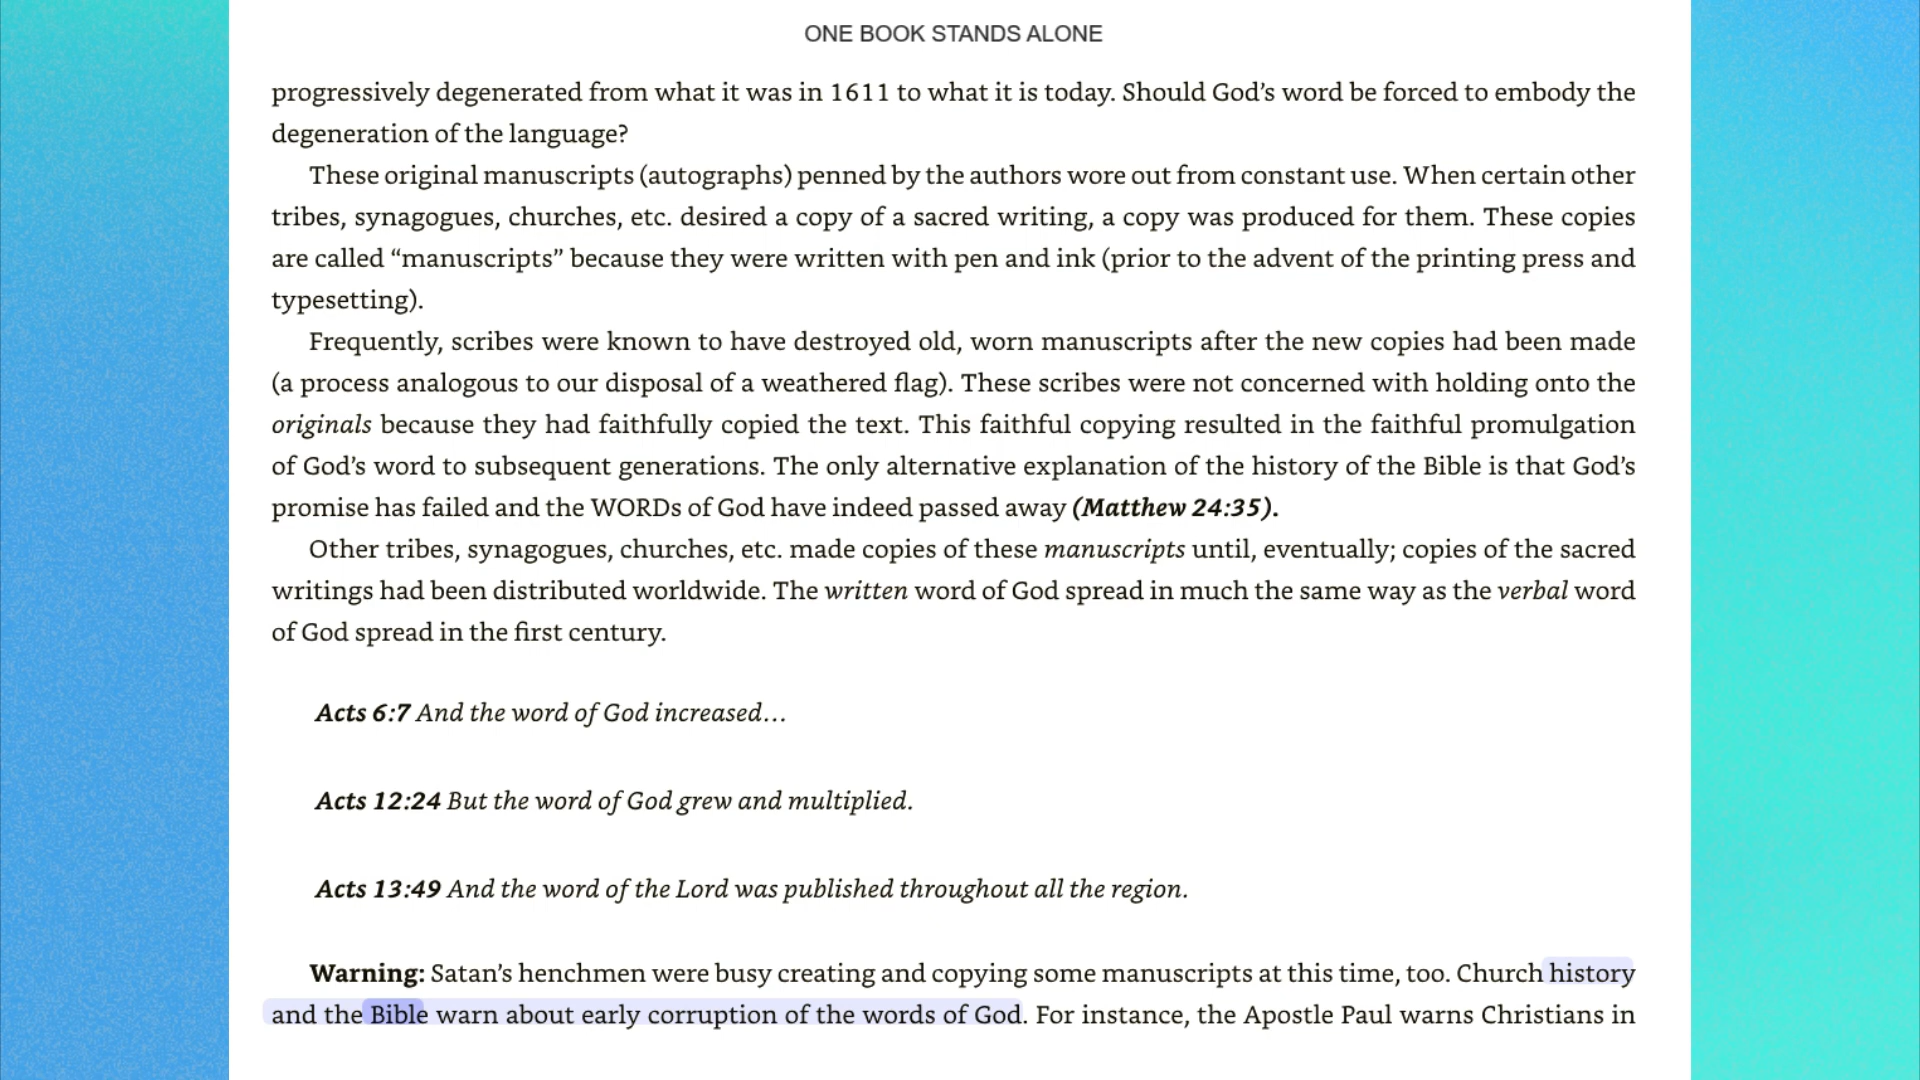 ONE BOOK STANDS ALONE
progressively degenerated from what it was in 1611 to what it is today. Should God’s word be forced to embody the
degeneration of the language?
These original manuscripts (autographs) penned by the authors wore out from constant use. When certain other
tribes, synagogues, churches, etc. desired a copy of a sacred writing, a copy was produced for them. These copies
are called “manuscripts” because they were written with pen and ink (prior to the advent of the printing press and
typesetting).
Frequently, scribes were known to have destroyed old, worn manuscripts after the new copies had been made
(a process analogous to our disposal of a weathered flag). These scribes were not concerned with holding onto the
originals because they had faithfully copied the text. This faithful copying resulted in the faithful promulgation
of God’s word to subsequent generations. The only alternative explanation of the history of the Bible is that God’s
promise has failed and the WORDs of God have indeed passed away (Matthew 24:35).
Other tribes, synagogues, churches, etc. made copies of these manuscripts until, eventually; copies of the sacred
writings had been distributed worldwide. The written word of God spread in much the same way as the verbal word
of God spread in the first century.
Acts 6:7 And the word of God increased…
Acts 12:24 But the word of God grew and multiplied.
Acts 13:49 And the word of the Lord was published throughout all the region.
Warning: Satan’s henchmen were busy creating and copying some manuscripts at this time, too. Church history
and the Bible warn about early corruption of the words of God. For instance, the Apostle Paul warns Christians in